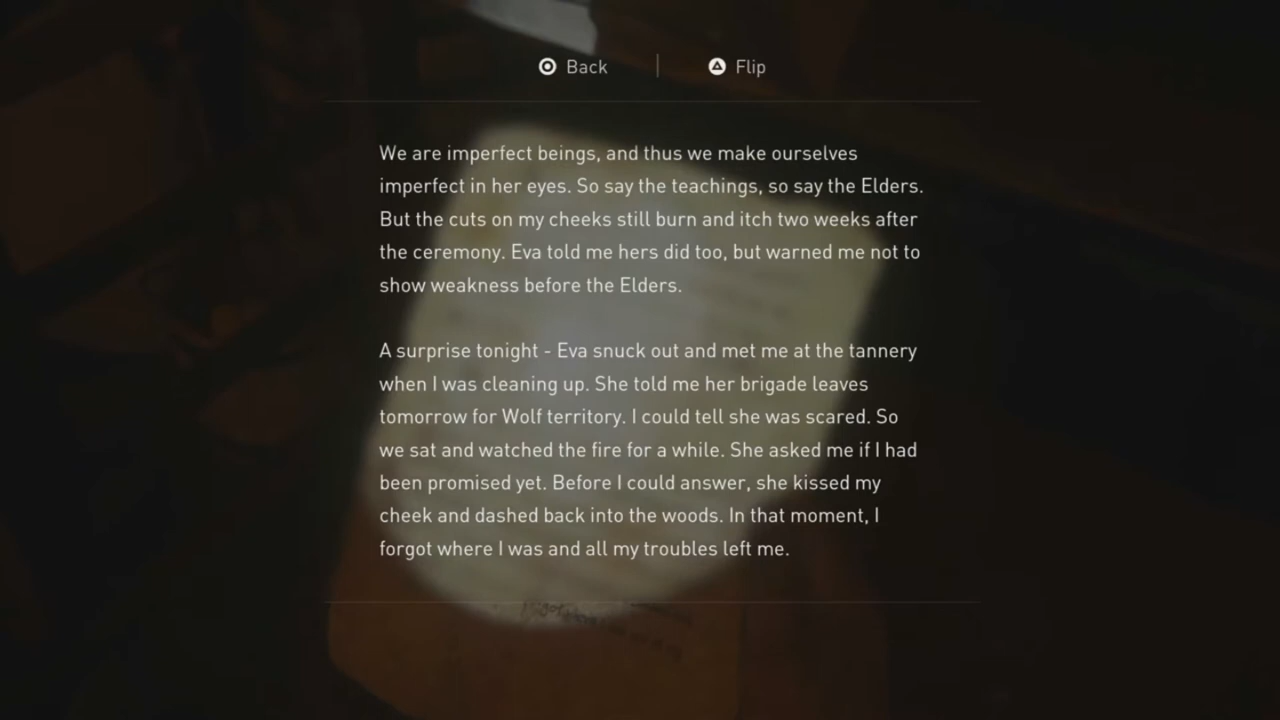 Back
Flip
We are imperfect beings, and thus we make ourselves
imperfect in her eyes. So say the teachings, so say the Elders.
But the cuts on my cheeks still burn and itch two weeks after
the ceremony. Eva told me hers did too, but warned me not to
show weakness before the Elders.
A surprise tonight - Eva snuck out and met me at the tannery
when I was cleaning up. She told me her brigade leaves
tomorrow for Wolf territory. I could tell she was scared. So
we sat and watched the fire for a while. She asked me if I had
been promised yet. Before I could answer, she kissed my
cheek and dashed back into the woods. In that moment, I
forgot where I was and all my troubles left me.